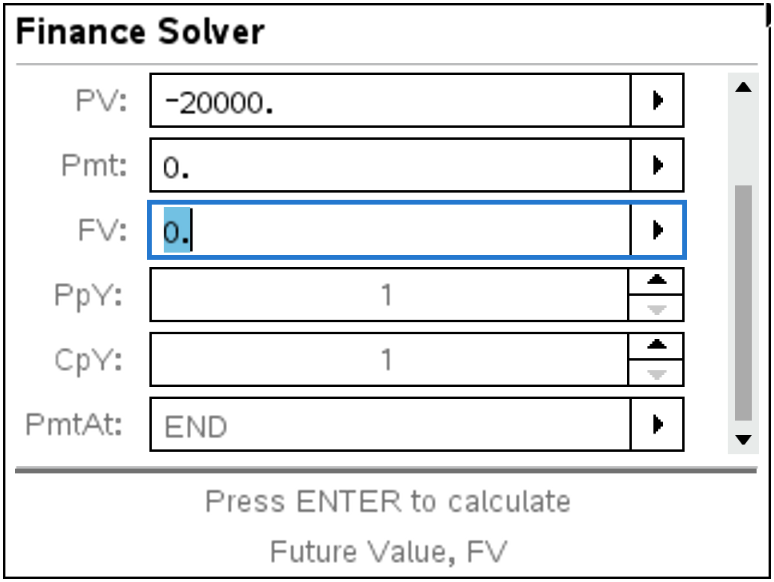 Finance Solver
PV: -20000.
Pmt: 0.
FV: 0.
PpY: 1
CpY: 1
PmtAt: END
Press ENTER to calculate
Future Value, FV